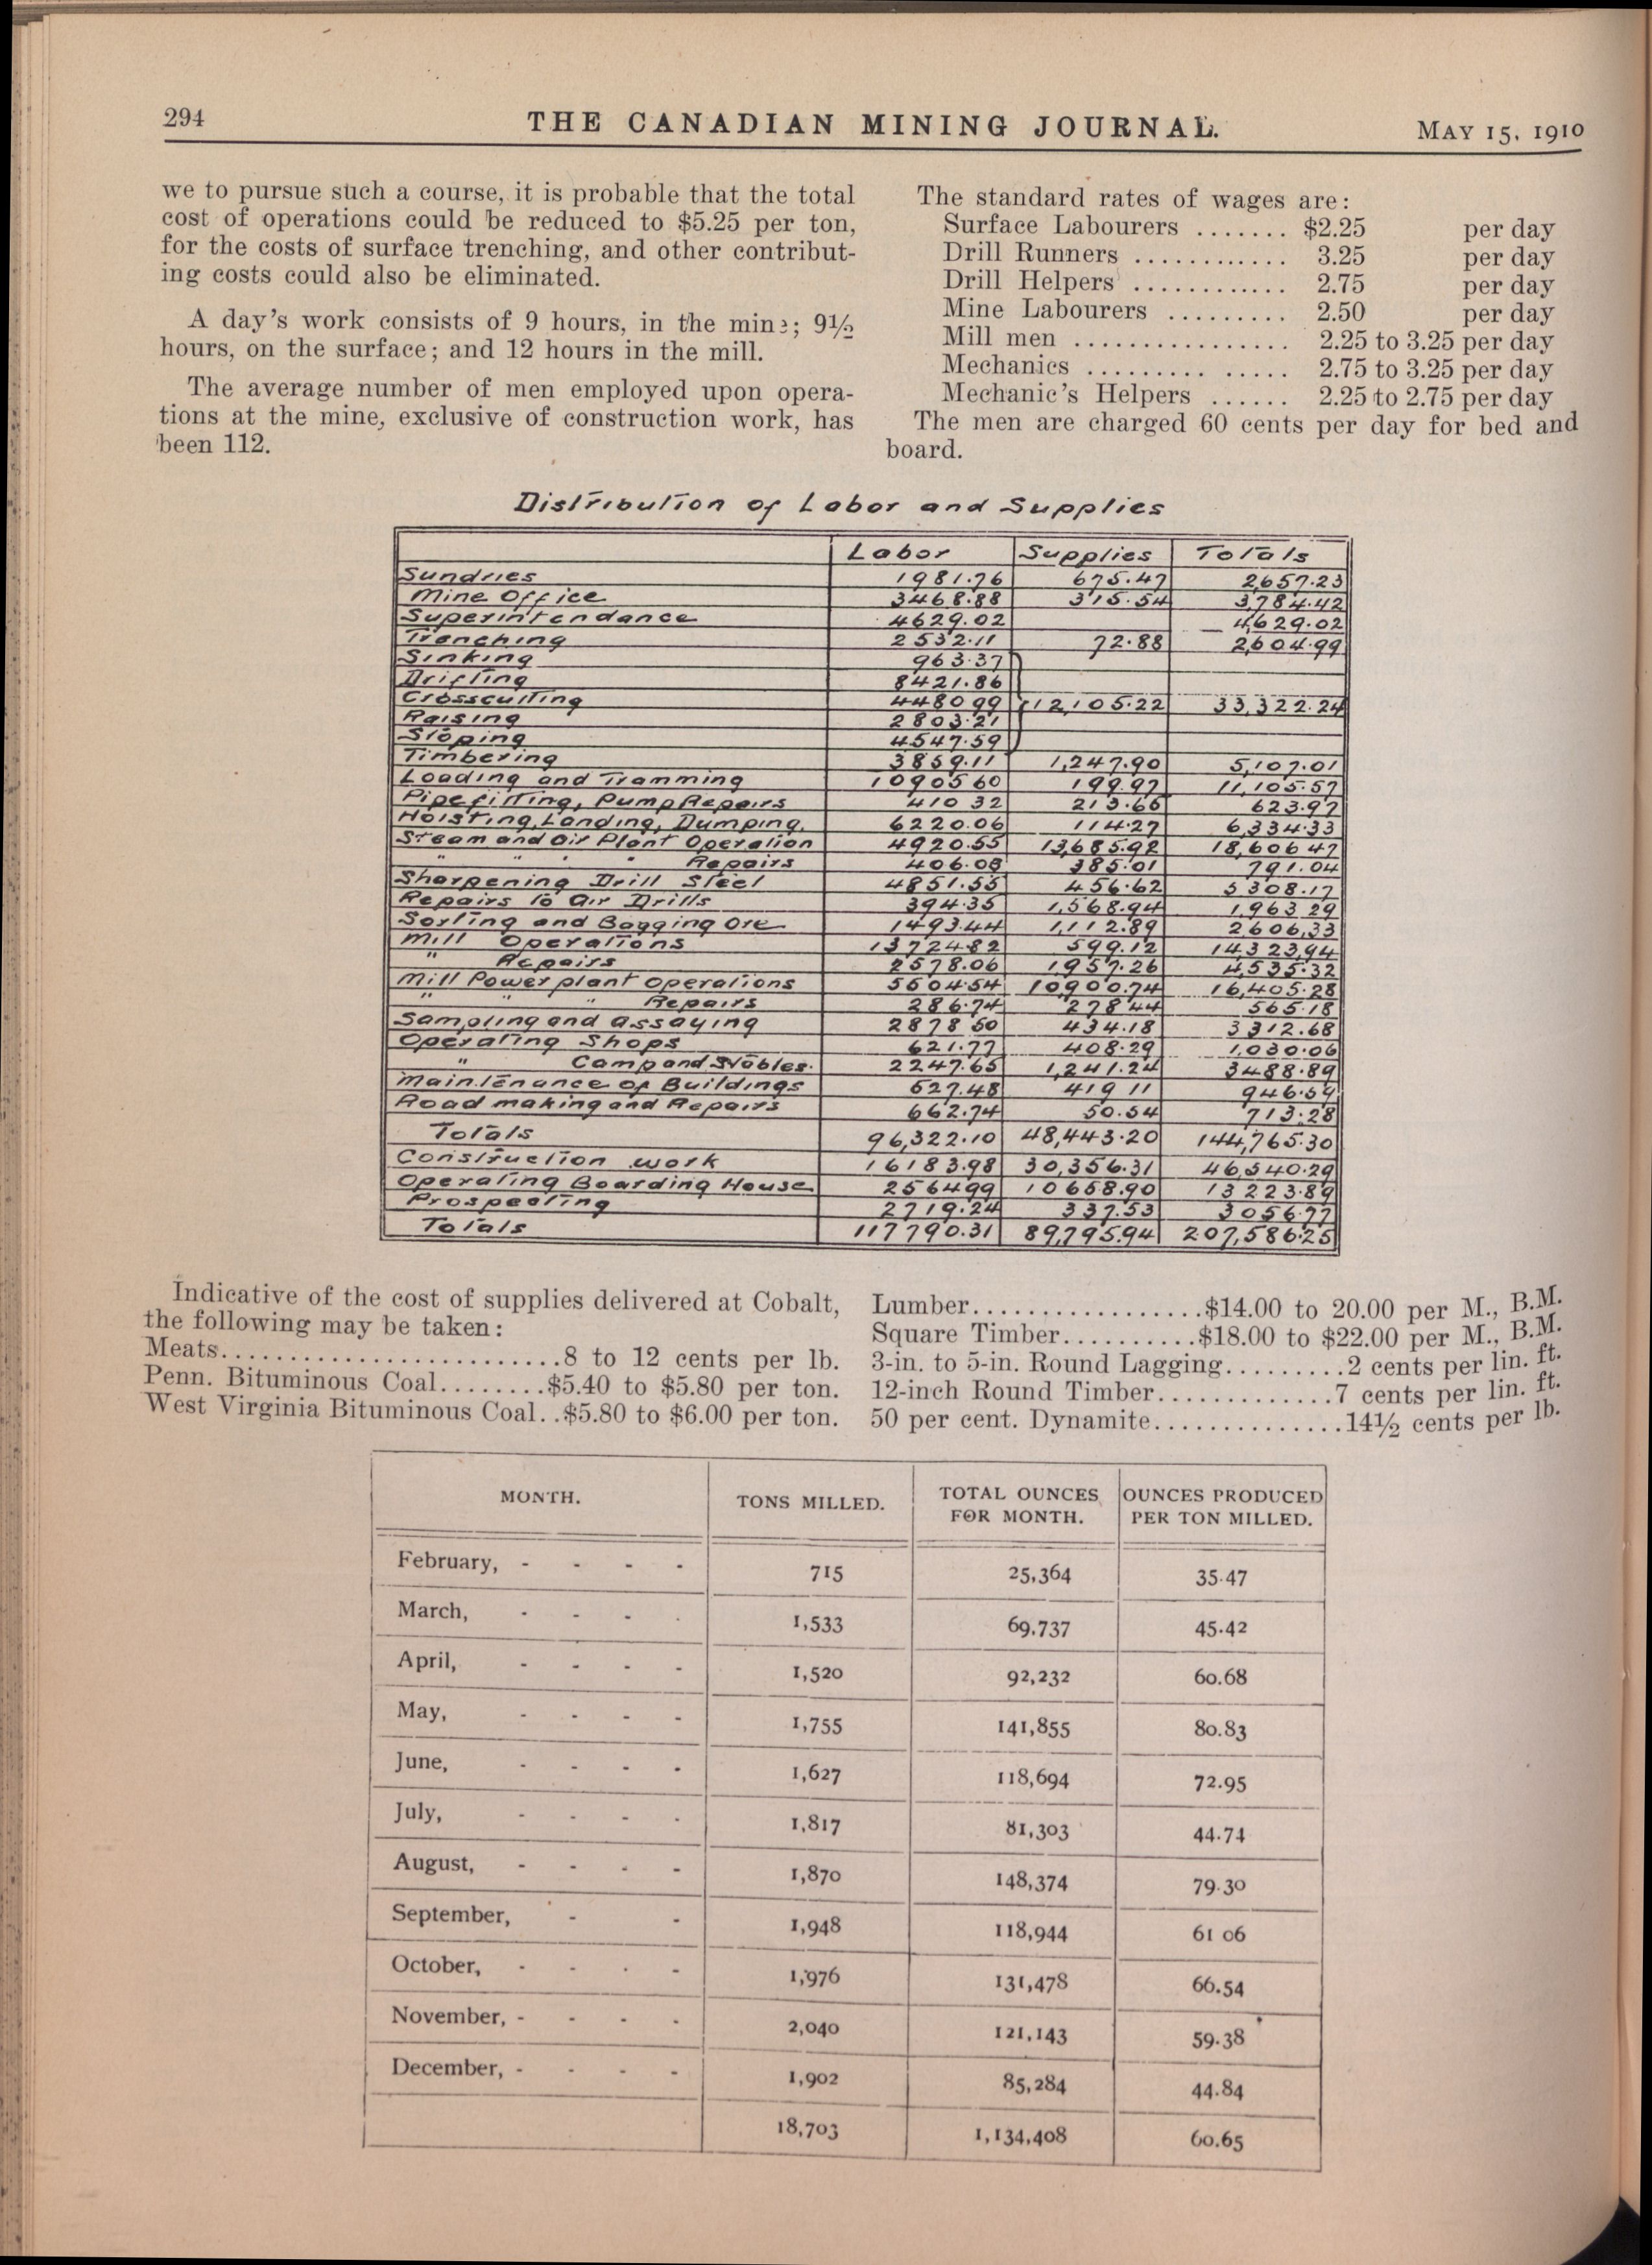 294 THE CANADIAN MINING JOURNAL. MAY 15, 1910
we to pursue such a course, it is probable that the total
cost of operations could be reduced to $5.25 per ton,
for the costs of surface trenching, and other contribut-
ing costs could also be eliminated.
A day's work consists of 9 hours, in the mine; 9½
hours, on the surface; and 12 hours in the mill.
The average number of men employed upon opera-
tions at the mine, exclusive of construction work, has
been 112.
The standard rates of wages are:
Surface Labourers ....... $2.25 per day
Drill Runners ............ 3.25 per day
Drill Helpers ............ 2.75 per day
Mine Labourers ......... 2.50 per day
Mill men ................ 2.25 to 3.25 per day
Mechanics ......... ..... 2.75 to 3.25 per day
Mechanic's Helpers ...... 2.25 to 2.75 per day
The men are charged 60 cents per day for bed and
board.
Distribution of Labor and Supplies
Labor Supplies Totals
Sundries 1981.76 675.47 2,657.23
Mine Office 3468.88 315.54 3,784.42
Superintendance 4629.02 4,629.02
Trenching 2532.11 72.88 2,604.99
Sinking 963.37
Drifting 8421.86
Crosscutting 4480 99 12,105.22 33,322.24
Raising 2803.21
Stoping 4547.59
Timbering 3859.11 1,247.90 5,107.01
Loading and Tramming 10905 60 199.97 11,105.57
Pipefitting, Pump Repairs 410 32 213.65 623.97
Hoisting, Landing, Dumping. 6220.06 114.27 6,334.33
Steam and Air Plant Operation 4920.55 13,685.92 18,606 47
" " " Repairs 406.03 385.01 791.04
Sharpening Drill Steel 4851.55 456.62 5308.17
Repairs to Air Drills 394.35 1,568.94 1,963 29
Sorting and Bagging Ore 1493.44 1,112.89 2606,33
Mill Operations 13724.82 599.12 14,323,94
" Repairs 2578.06 1957.26 4,535.32
Mill Power plant Operations 5504.54 10,900.74 16,405.28
" " " Repairs 286.74 278 44 565.18
Sampling and Assaying 2878 50 434.18 3312.68
Operating Shops 621.77 408.29 1,030.06
" Camp and Stables. 2247.65 1,241.24 3488.89
Maintenance of Buildings 527.48 419 11 946.59
Road making and Repairs 662.74 50.54 713.28
Totals 96,322.10 48,443.20 144,765.30
Construction work 16183.98 30,356.31 46,540.29
Operating Boarding House 2564.99 10658.90 13223.89
Prospecting 2719.24 337.53 3056.77
Totals 117790.31 89,795.94 207,586.25
Indicative of the cost of supplies delivered at Cobalt,
the following may be taken:
Meats.........................8 to 12 cents per lb.
Penn. Bituminous Coal........$5.40 to $5.80 per ton.
West Virginia Bituminous Coal..$5.80 to $6.00 per ton.
Lumber.................$14.00 to 20.00 per M., B.M.
Square Timber..........$18.00 to $22.00 per M., B.M.
3-in. to 5-in. Round Lagging.........2 cents per lin. ft.
12-inch Round Timber.............7 cents per lin. ft.
50 per cent. Dynamite..............14½ cents per lb.
MONTH. TONS MILLED. TOTAL OUNCES FOR MONTH. OUNCES PRODUCED PER TON MILLED.
February, - - - - 715 25,364 35.47
March, - - - - 1,533 69,737 45.42
April, - - - - 1,520 92,232 60.68
May, - - - - 1,755 141,855 80.83
June, - - - - 1,627 118,694 72.95
July, - - - - 1,817 81,303 44.74
August, - - - - 1,870 148,374 79.30
September, - - 1,948 118,944 61 06
October, - - - - 1,976 131,478 66.54
November, - - - - 2,040 121,143 59.38
December, - - - - 1,902 85,284 44.84
18,703 1,134,408 60.65